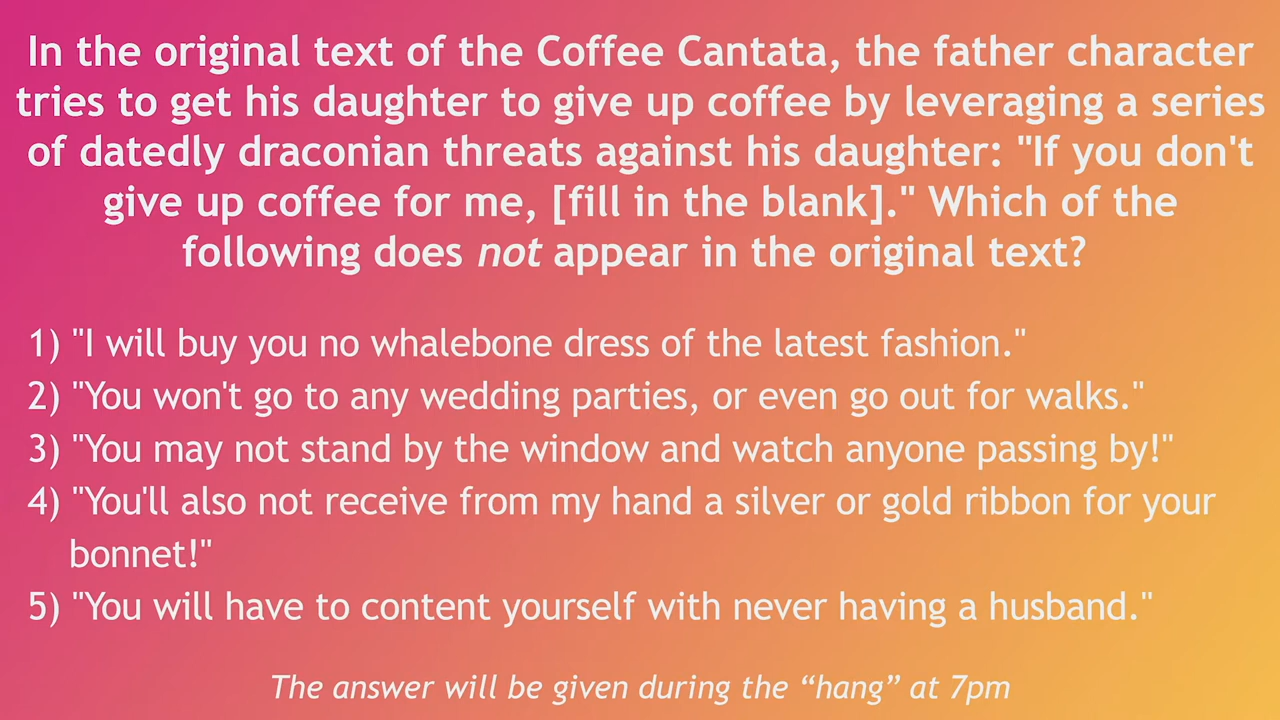 In the original text of the Coffee Cantata, the father character
tries to get his daughter to give up coffee by leveraging a series
of datedly draconian threats against his daughter: "If you don't
give up coffee for me, [fill in the blank]." Which of the
following does not appear in the original text?
1) "I will buy you no whalebone dress of the latest fashion."
2) "You won't go to any wedding parties, or even go out for walks."
3) "You may not stand by the window and watch anyone passing by!"
4) "You'll also not receive from my hand a silver or gold ribbon for your
bonnet!"
5) "You will have to content yourself with never having a husband."
The answer will be given during the “hang” at 7pm